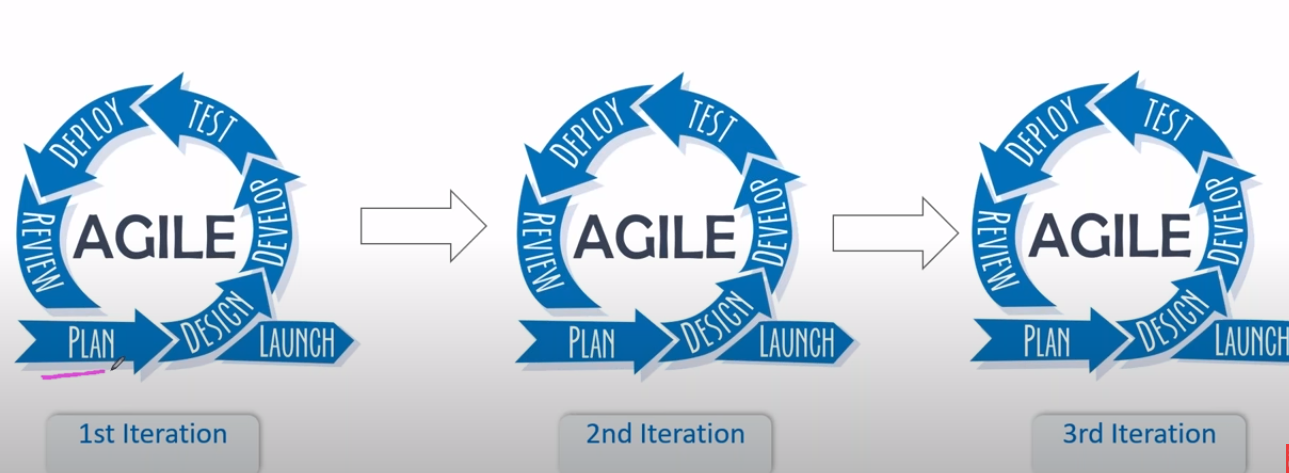 DEPLOY
TEST
REVIEW
AGILE
DEVELOP
PLAN
DESIGN
LAUNCH
1st Iteration
DEPLOY
TEST
REVIEW
AGILE
DEVELOP
PLAN
DESIGN
LAUNCH
2nd Iteration
DEPLOY
TEST
REVIEW
AGILE
DEVELOP
PLAN
DESIGN
LAUNCH
3rd Iteration